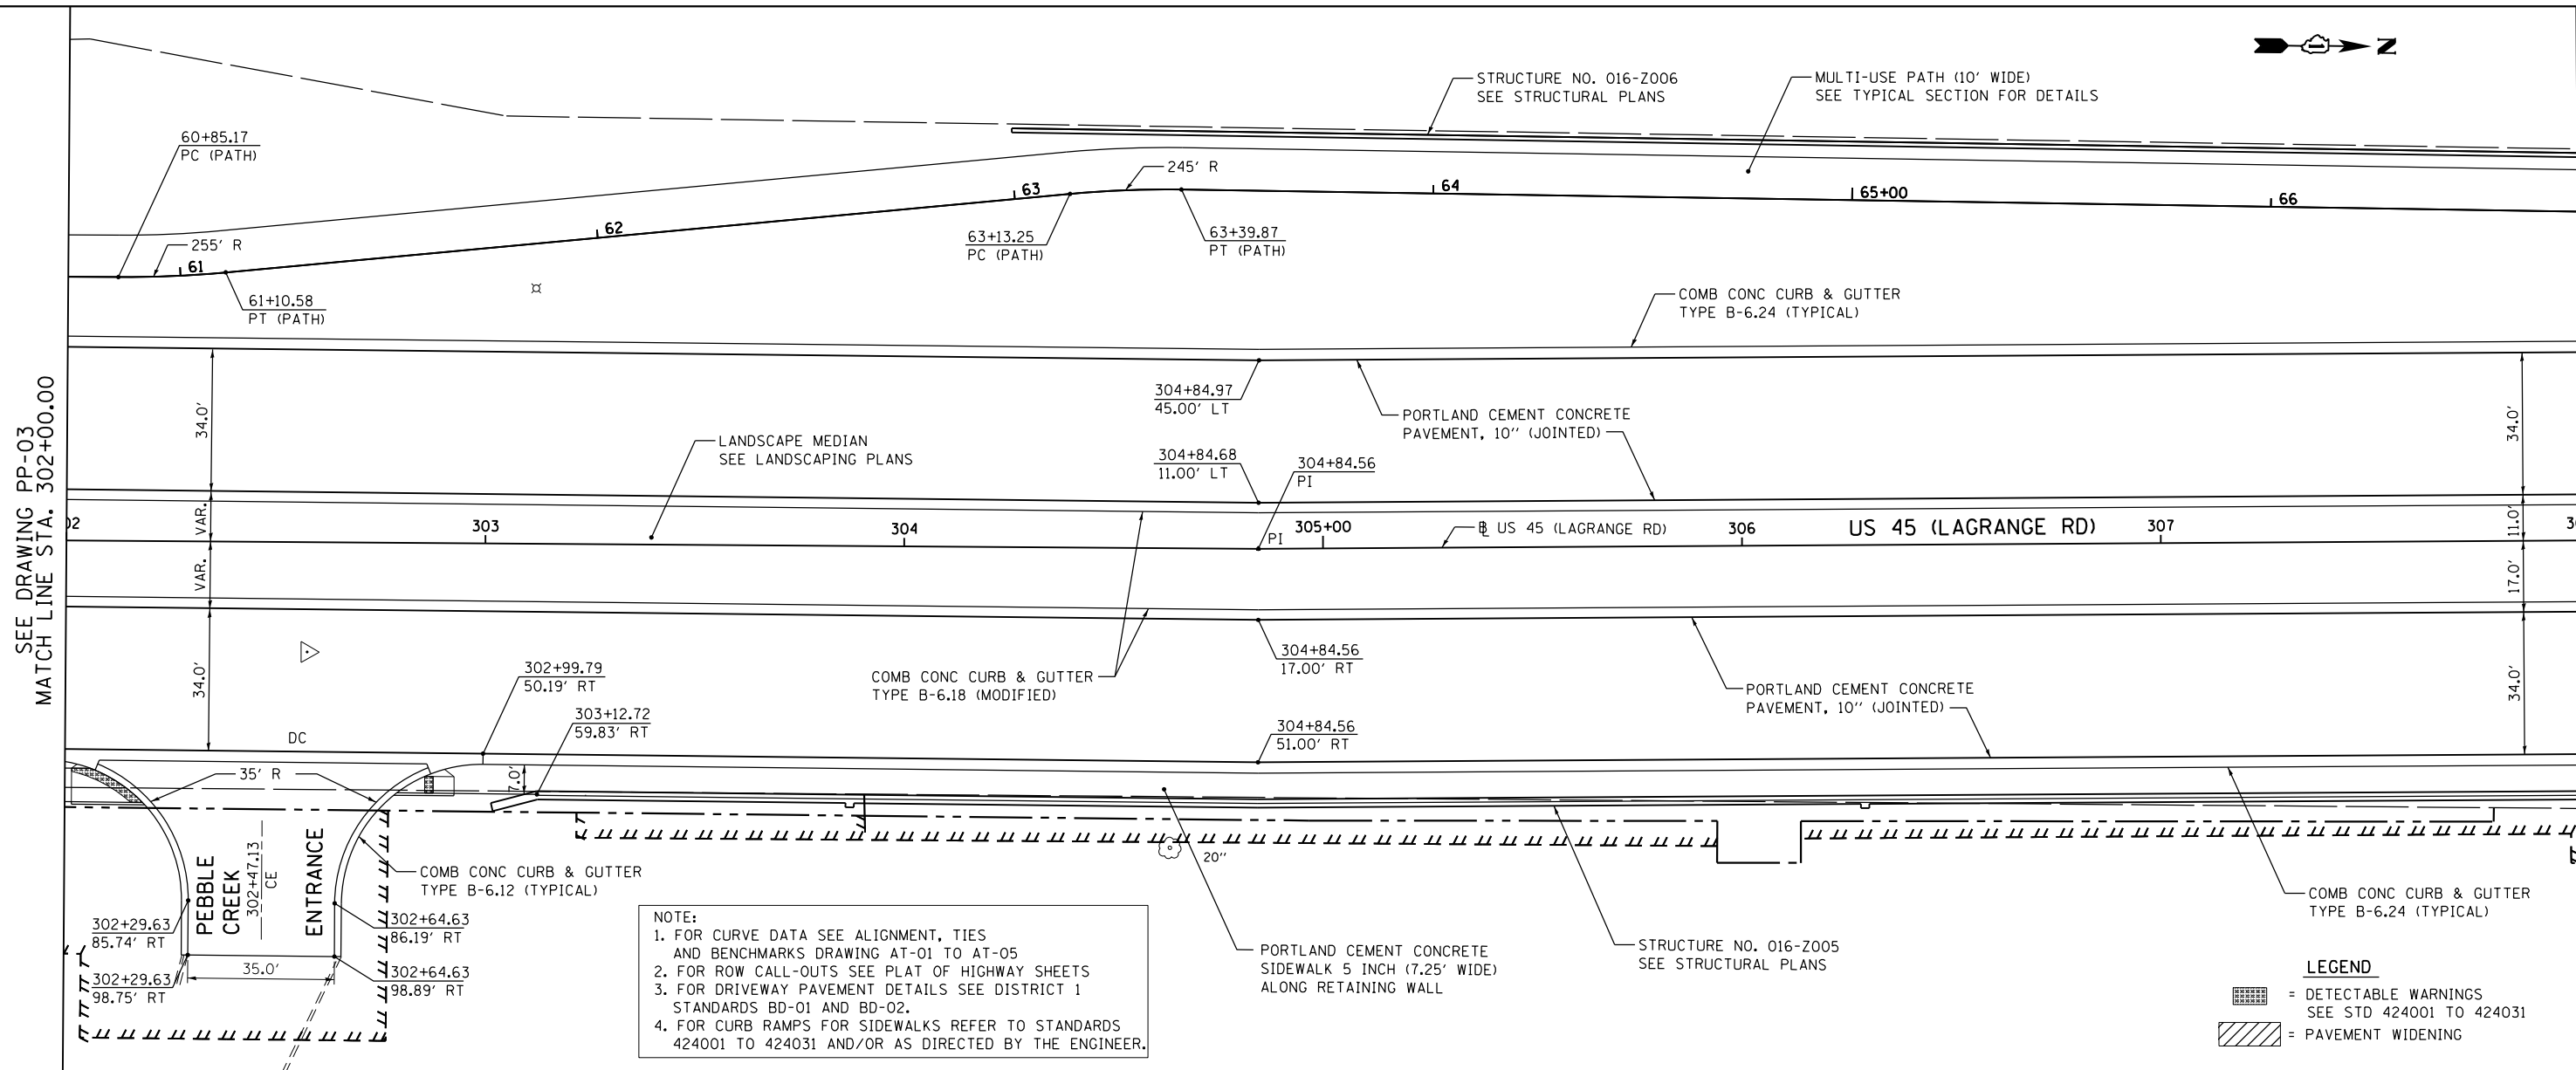 SEE DRAWING PP-03
MATCH LINE STA. 302+00.00
N
STRUCTURE NO. 016-Z006
SEE STRUCTURAL PLANS
MULTI-USE PATH (10' WIDE)
SEE TYPICAL SECTION FOR DETAILS
60+85.17
PC (PATH)
255' R
61
61+10.58
PT (PATH)
62
63
63+13.25
PC (PATH)
245' R
63+39.87
PT (PATH)
64
65+00
66
COMB CONC CURB & GUTTER
TYPE B-6.24 (TYPICAL)
34.0'
304+84.97
45.00' LT
PORTLAND CEMENT CONCRETE
PAVEMENT, 10'' (JOINTED)
34.0'
LANDSCAPE MEDIAN
SEE LANDSCAPING PLANS
304+84.68
11.00' LT
304+84.56
PI
VAR.
02
303
304
PI
305+00
US 45 (LAGRANGE RD)
306
US 45 (LAGRANGE RD)
307
11.0'
30
VAR.
17.0'
34.0'
302+99.79
50.19' RT
303+12.72
59.83' RT
COMB CONC CURB & GUTTER
TYPE B-6.18 (MODIFIED)
304+84.56
17.00' RT
304+84.56
51.00' RT
PORTLAND CEMENT CONCRETE
PAVEMENT, 10'' (JOINTED)
34.0'
DC
35' R
7.0'
PEBBLE
CREEK
302+47.13
CE
ENTRANCE
COMB CONC CURB & GUTTER
TYPE B-6.12 (TYPICAL)
20''
302+29.63
85.74' RT
302+64.63
86.19' RT
302+29.63
98.75' RT
35.0'
302+64.63
98.89' RT
NOTE:
1. FOR CURVE DATA SEE ALIGNMENT, TIES
AND BENCHMARKS DRAWING AT-01 TO AT-05
2. FOR ROW CALL-OUTS SEE PLAT OF HIGHWAY SHEETS
3. FOR DRIVEWAY PAVEMENT DETAILS SEE DISTRICT 1
STANDARDS BD-01 AND BD-02.
4. FOR CURB RAMPS FOR SIDEWALKS REFER TO STANDARDS
424001 TO 424031 AND/OR AS DIRECTED BY THE ENGINEER.
PORTLAND CEMENT CONCRETE
SIDEWALK 5 INCH (7.25' WIDE)
ALONG RETAINING WALL
STRUCTURE NO. 016-Z005
SEE STRUCTURAL PLANS
COMB CONC CURB & GUTTER
TYPE B-6.24 (TYPICAL)
LEGEND
= DETECTABLE WARNINGS
SEE STD 424001 TO 424031
= PAVEMENT WIDENING